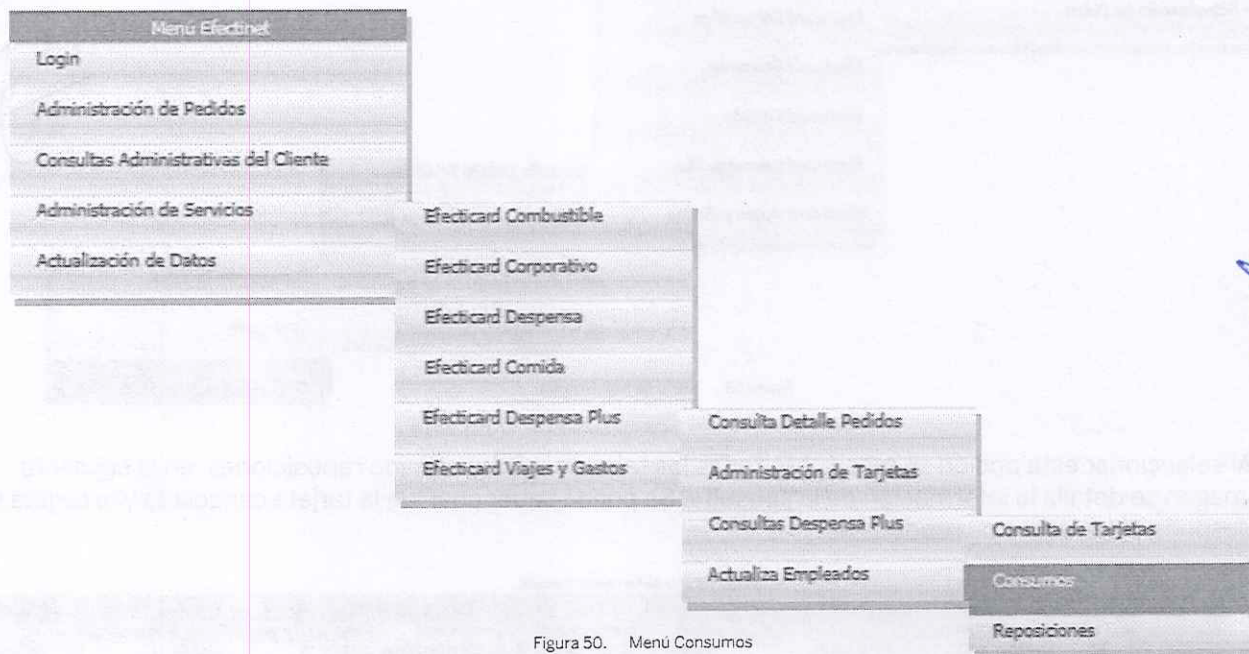 Menú Efectinet
Login
Administración de Pedidos
Consultas Administrativas del Cliente
Administración de Servicios
Actualización de Datos
Efecticard Combustible
Efecticard Corporativo
Efecticard Despensa
Efecticard Comida
Efecticard Despensa Plus
Efecticard Viajes y Gastos
Consulta Detalle Pedidos
Administración de Tarjetas
Consultas Despensa Plus
Actualiza Empleados
Consulta de Tarjetas
Consumos
Reposiciones
Figura 50. Menú Consumos